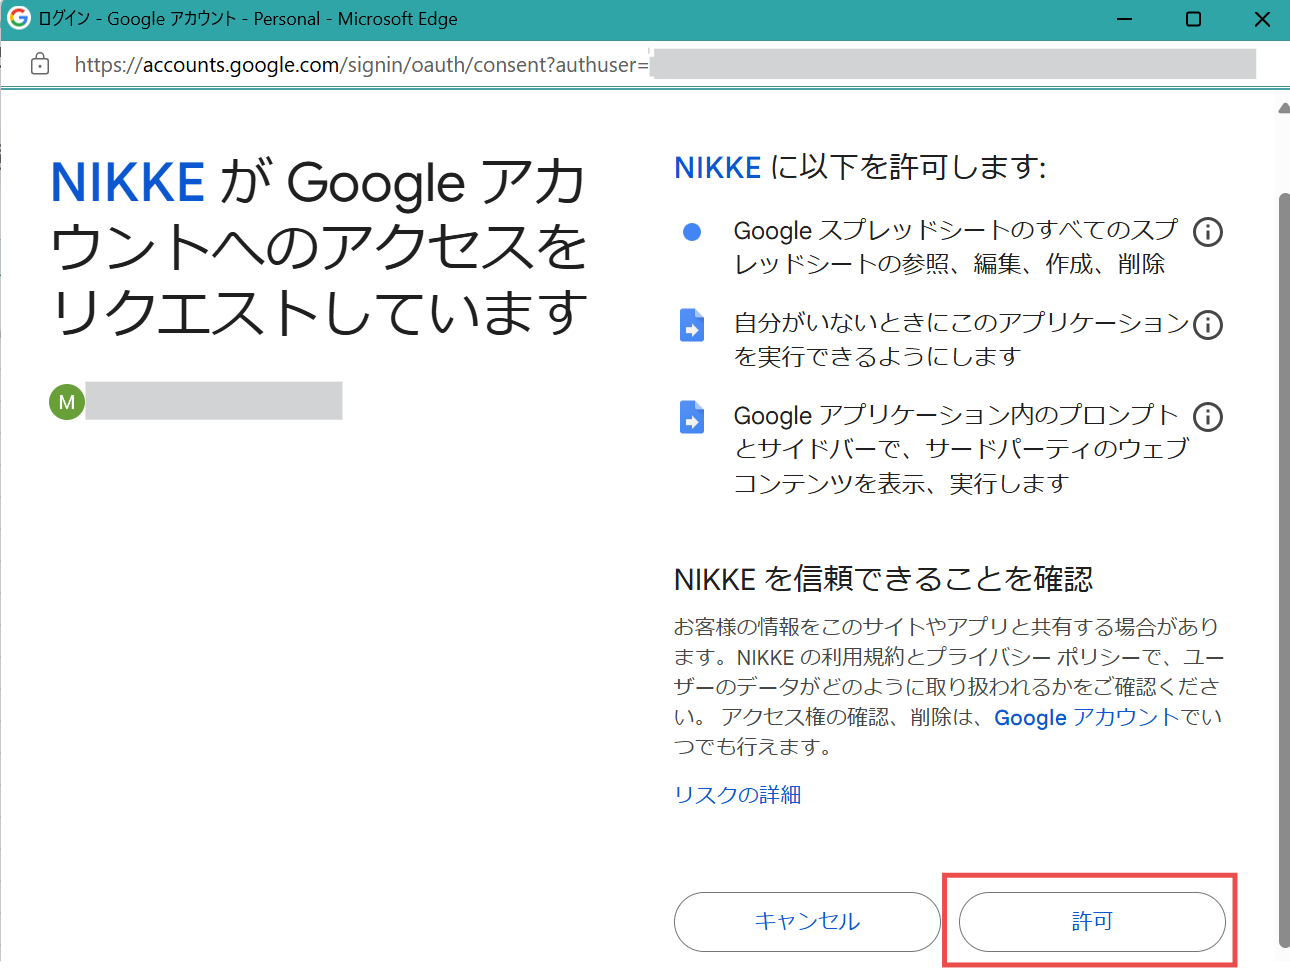 ログイン - Google アカウント - Personal - Microsoft Edge
https://accounts.google.com/signin/oauth/consent?authuser=
NIKKE が Google アカ
ウントへのアクセスを
リクエストしています
M
NIKKE に以下を許可します:
Google スプレッドシートのすべてのスプ
レッドシートの参照、編集、作成、削除
自分がいないときにこのアプリケーション
を実行できるようにします
Google アプリケーション内のプロンプト
とサイドバーで、サードパーティのウェブ
コンテンツを表示、実行します
NIKKE を信頼できることを確認
お客様の情報をこのサイトやアプリと共有する場合があり
ます。NIKKE の利用規約とプライバシー ポリシーで、ユー
ザーのデータがどのように取り扱われるかをご確認くださ
い。 アクセス権の確認、削除は、Google アカウントでい
つでも行えます。
リスクの詳細
キャンセル
許可